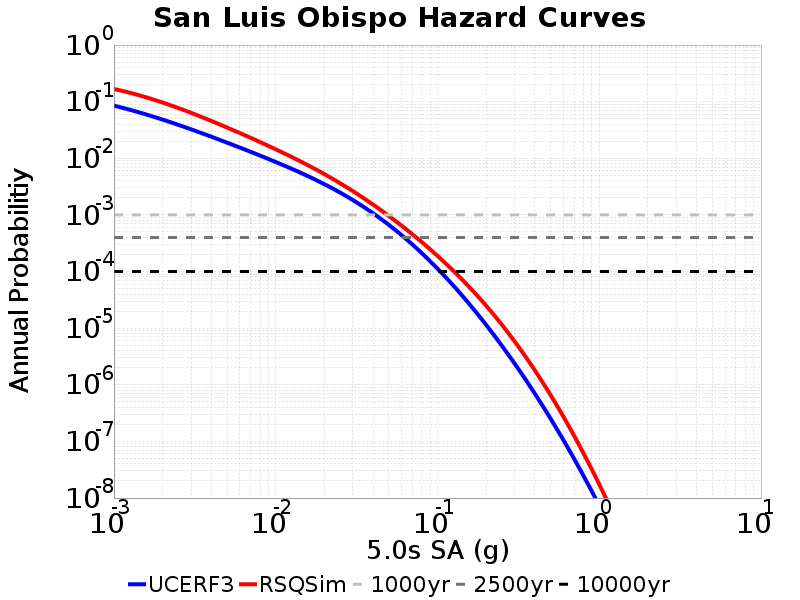 San Luis Obispo Hazard Curves
10^0
10^-1
10^-2
10^-3
10^-4
10^-5
10^-6
10^-7
10^-8
Annual Probabilitiy
10^-3 10^-2 10^-1 10^0 10^1
5.0s SA (g)
UCERF3 RSQSim 1000yr 2500yr 10000yr